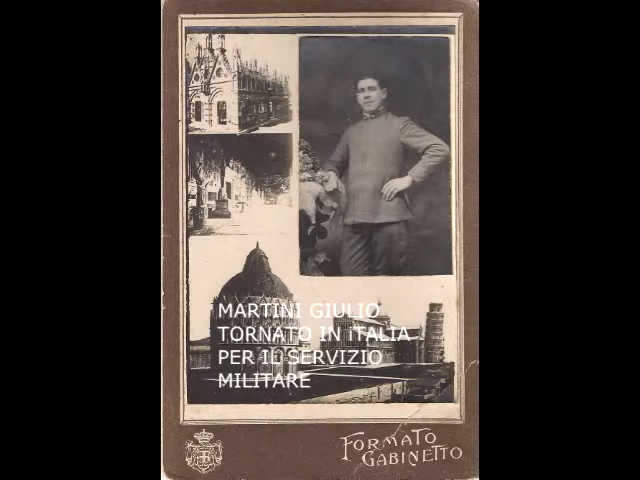 MARTINI GIULIO
TORNATO IN iTALIA
PER IL SERVIZIO
MILITARE
FORMATO
GABINETTO